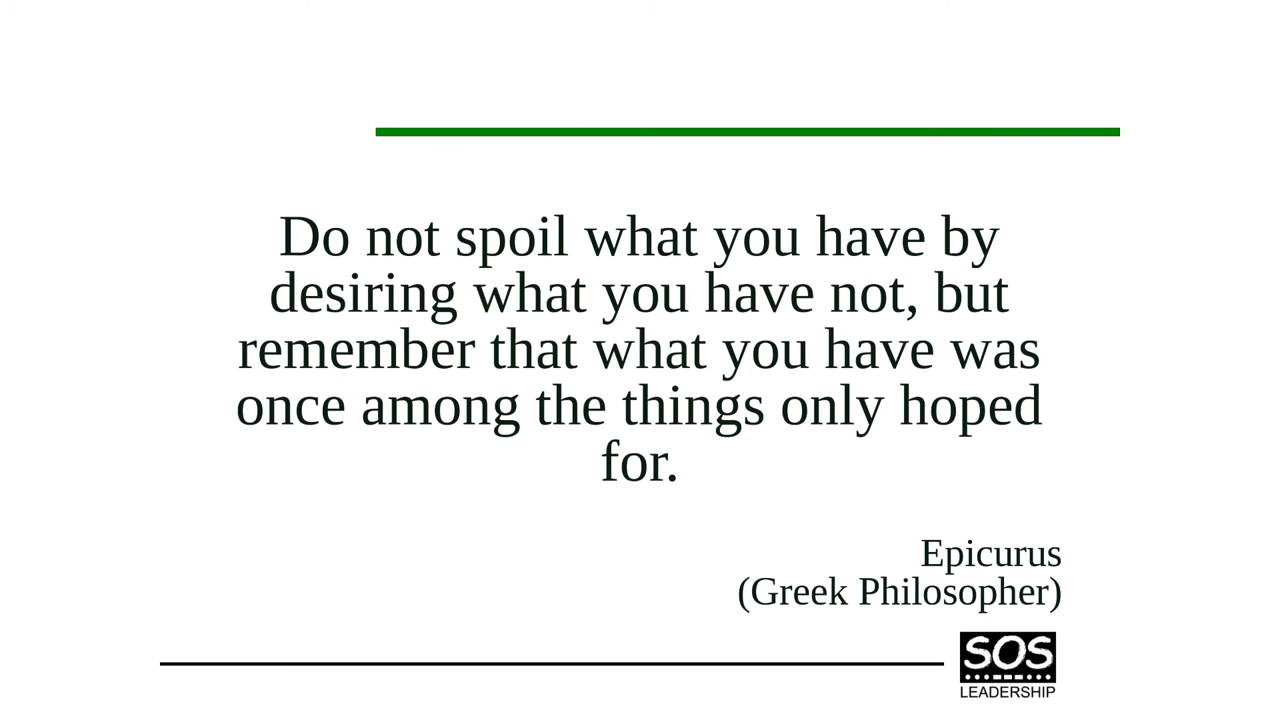 Do not spoil what you have by
desiring what you have not, but
remember that what you have was
once among the things only hoped
for.
Epicurus
(Greek Philosopher)
SOS
LEADERSHIP